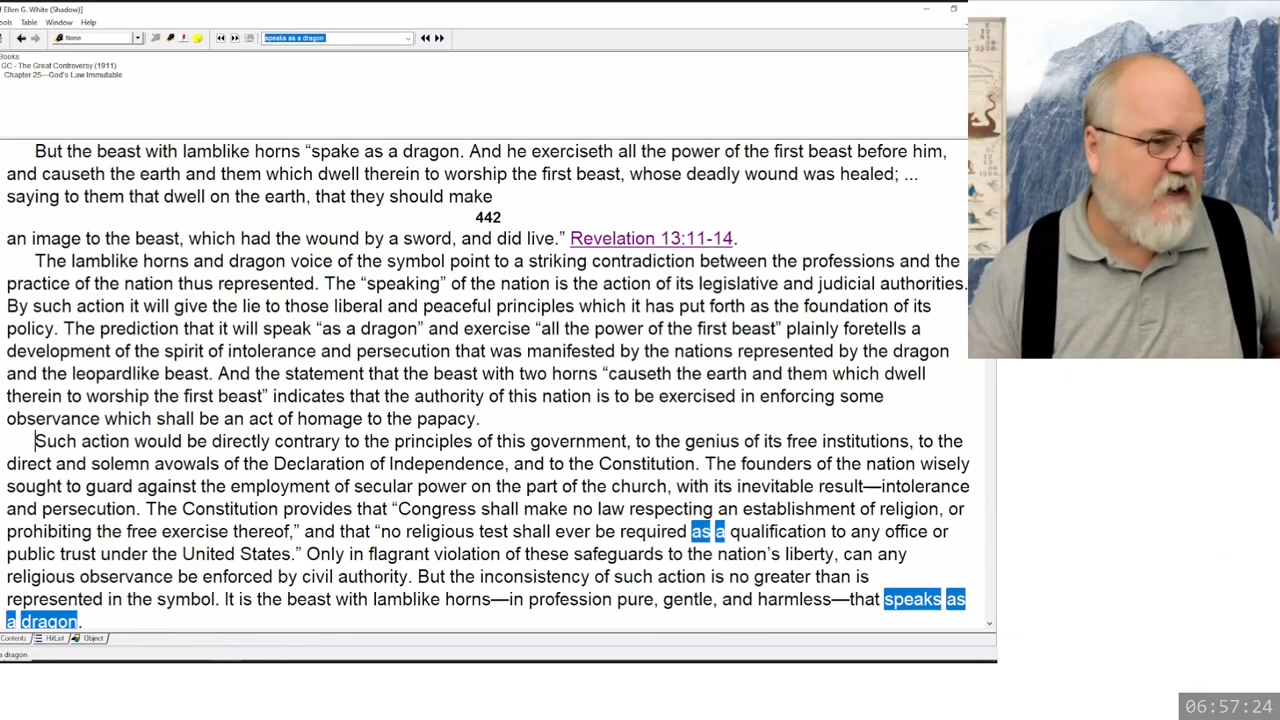 f Ellen G. White (Shadow)]
ools Table Window Help
None
speaks as a dragon
Books
GC - The Great Controversy (1911)
Chapter 25—God's Law Immutable
But the beast with lamblike horns “spake as a dragon. And he exerciseth all the power of the first beast before him,
and causeth the earth and them which dwell therein to worship the first beast, whose deadly wound was healed; ...
saying to them that dwell on the earth, that they should make
442
an image to the beast, which had the wound by a sword, and did live.” Revelation 13:11-14.
The lamblike horns and dragon voice of the symbol point to a striking contradiction between the professions and the
practice of the nation thus represented. The “speaking” of the nation is the action of its legislative and judicial authorities.
By such action it will give the lie to those liberal and peaceful principles which it has put forth as the foundation of its
policy. The prediction that it will speak “as a dragon” and exercise “all the power of the first beast” plainly foretells a
development of the spirit of intolerance and persecution that was manifested by the nations represented by the dragon
and the leopardlike beast. And the statement that the beast with two horns “causeth the earth and them which dwell
therein to worship the first beast” indicates that the authority of this nation is to be exercised in enforcing some
observance which shall be an act of homage to the papacy.
Such action would be directly contrary to the principles of this government, to the genius of its free institutions, to the
direct and solemn avowals of the Declaration of Independence, and to the Constitution. The founders of the nation wisely
sought to guard against the employment of secular power on the part of the church, with its inevitable result—intolerance
and persecution. The Constitution provides that “Congress shall make no law respecting an establishment of religion, or
prohibiting the free exercise thereof,” and that “no religious test shall ever be required as a qualification to any office or
public trust under the United States.” Only in flagrant violation of these safeguards to the nation’s liberty, can any
religious observance be enforced by civil authority. But the inconsistency of such action is no greater than is
represented in the symbol. It is the beast with lamblike horns—in profession pure, gentle, and harmless—that speaks as
a dragon.
Contents HitList Object
a dragon
06:57:24